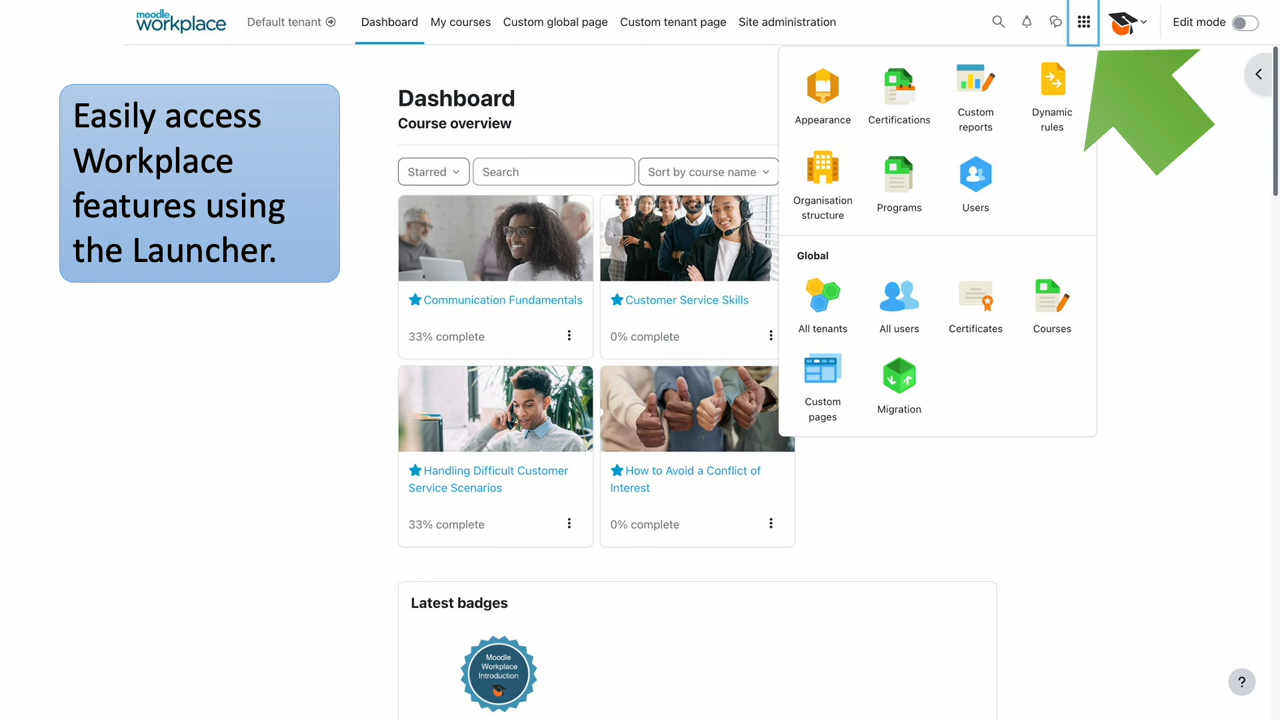 moodle
workplace
Default tenant
Dashboard
My courses
Custom global page
Custom tenant page
Site administration
Edit mode
Easily access
Workplace
features using
the Launcher.
Dashboard
Course overview
Starred
Search
Sort by course name
Communication Fundamentals
33% complete
Customer Service Skills
0% complete
Handling Difficult Customer
Service Scenarios
33% complete
How to Avoid a Conflict of
Interest
0% complete
Appearance
Certifications
Custom
reports
Dynamic
rules
Organisation
structure
Programs
Users
Global
All tenants
All users
Certificates
Courses
Custom
pages
Migration
Latest badges
Moodle
Workplace
Introduction
?